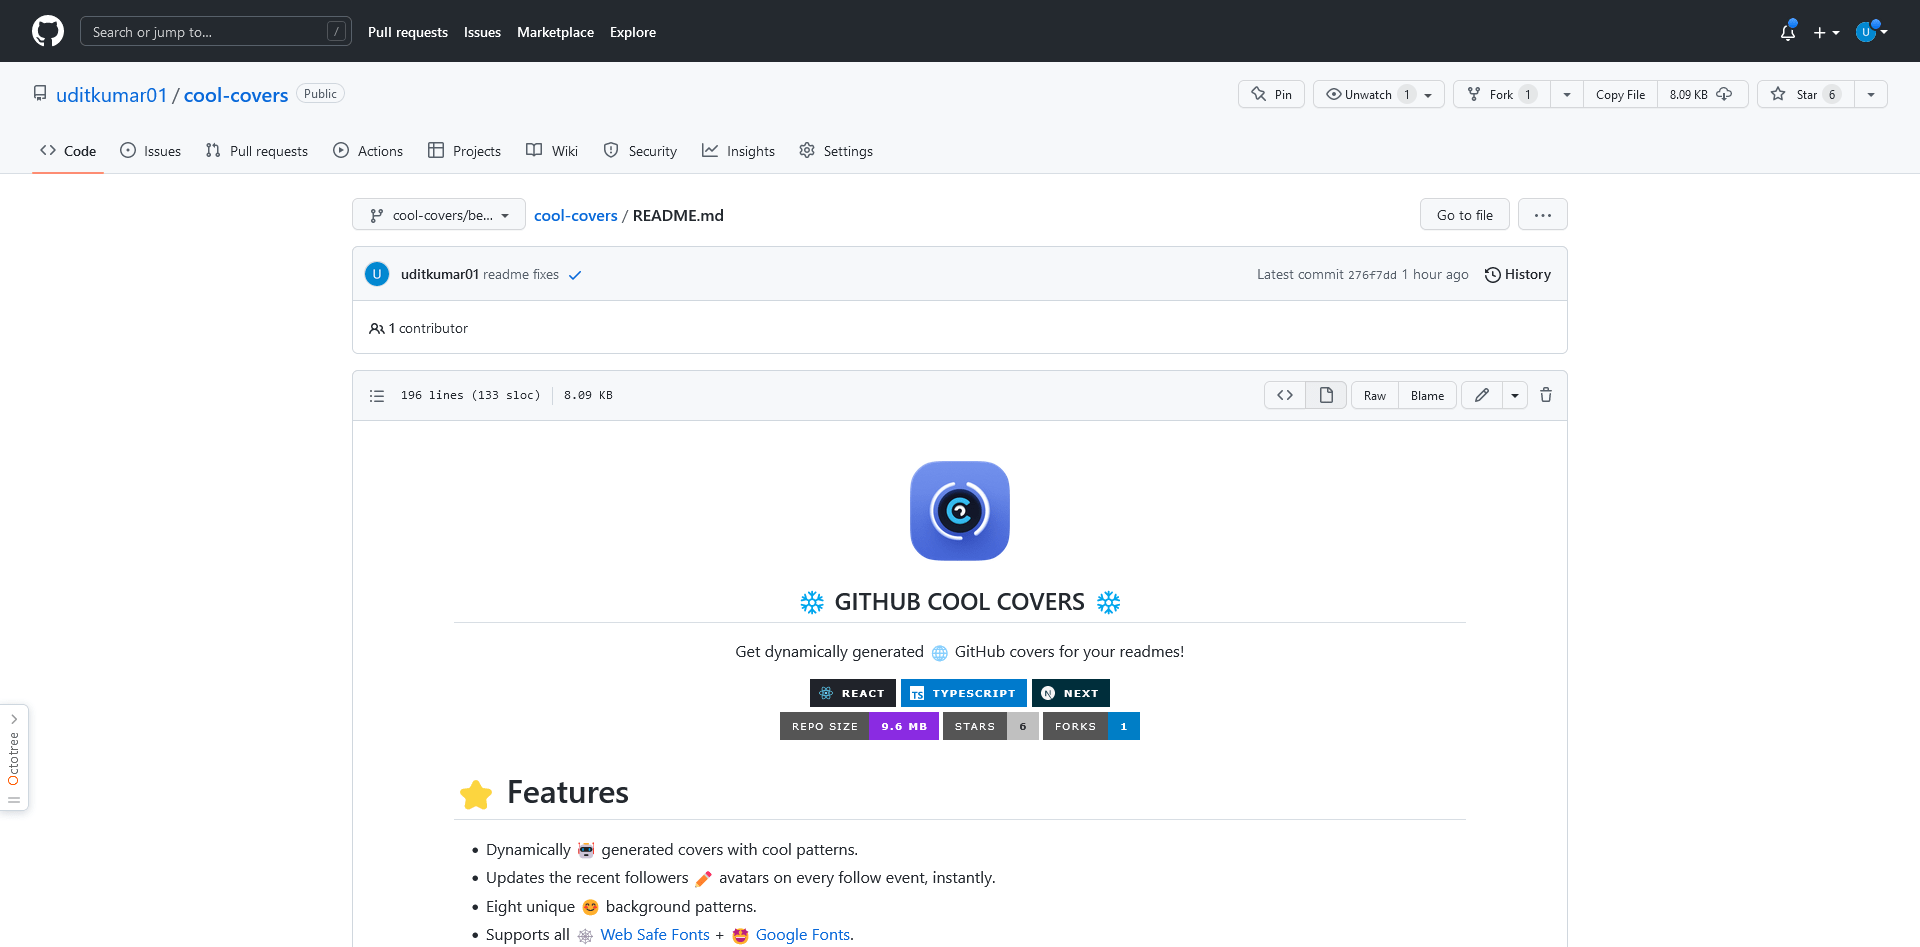 Search or jump to... /
Pull requests Issues Marketplace Explore
U
uditkumar01 / cool-covers Public
Pin Unwatch 1 Fork 1 Copy File 8.09 KB Star 6
Code Issues Pull requests Actions Projects Wiki Security Insights Settings
cool-covers/be... cool-covers / README.md Go to file ...
U uditkumar01 readme fixes Latest commit 276f7dd 1 hour ago History
1 contributor
196 lines (133 sloc) 8.09 KB Raw Blame
GITHUB COOL COVERS
Get dynamically generated GitHub covers for your readmes!
REACT TS TYPESCRIPT N NEXT
REPO SIZE 9.6 MB STARS 6 FORKS 1
Octotree
Features
• Dynamically generated covers with cool patterns.
• Updates the recent followers avatars on every follow event, instantly.
• Eight unique background patterns.
• Supports all Web Safe Fonts + Google Fonts.